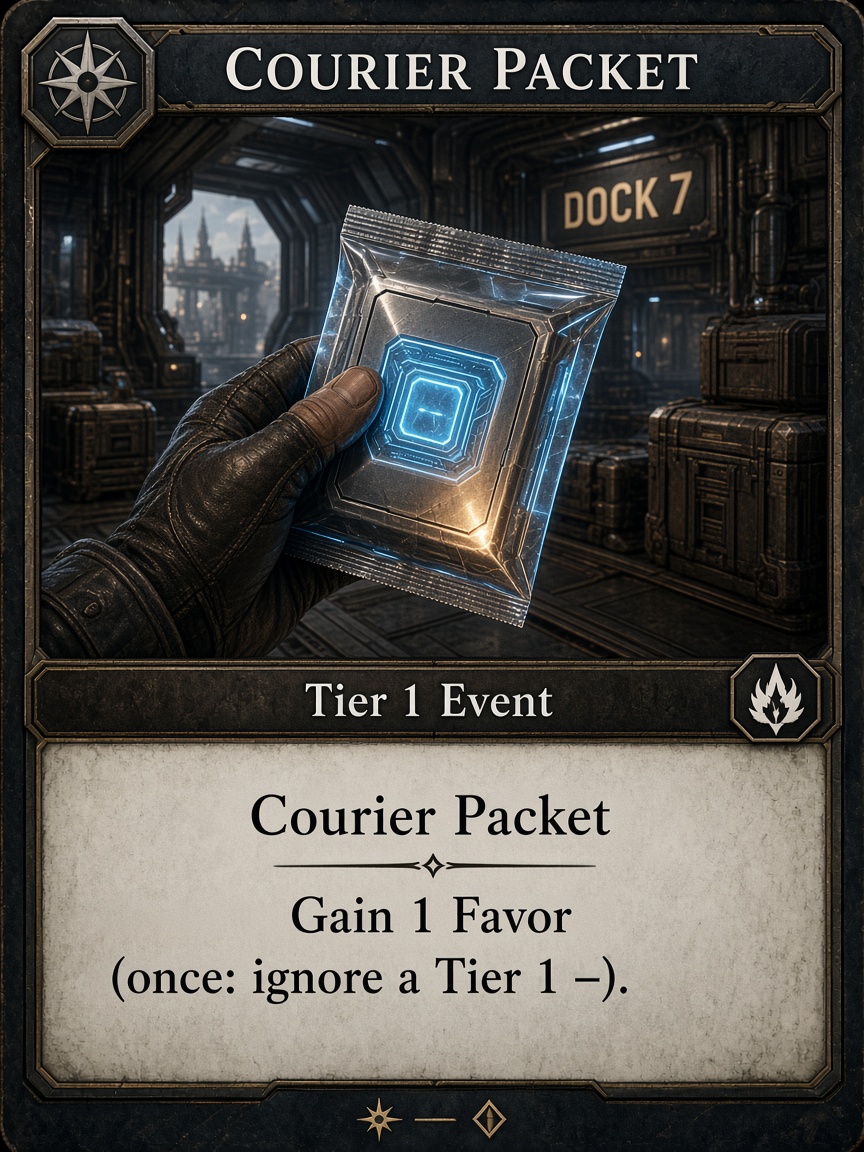 COURIER PACKET
DOCK 7
Tier 1 Event
Courier Packet
Gain 1 Favor
(once: ignore a Tier 1 –).